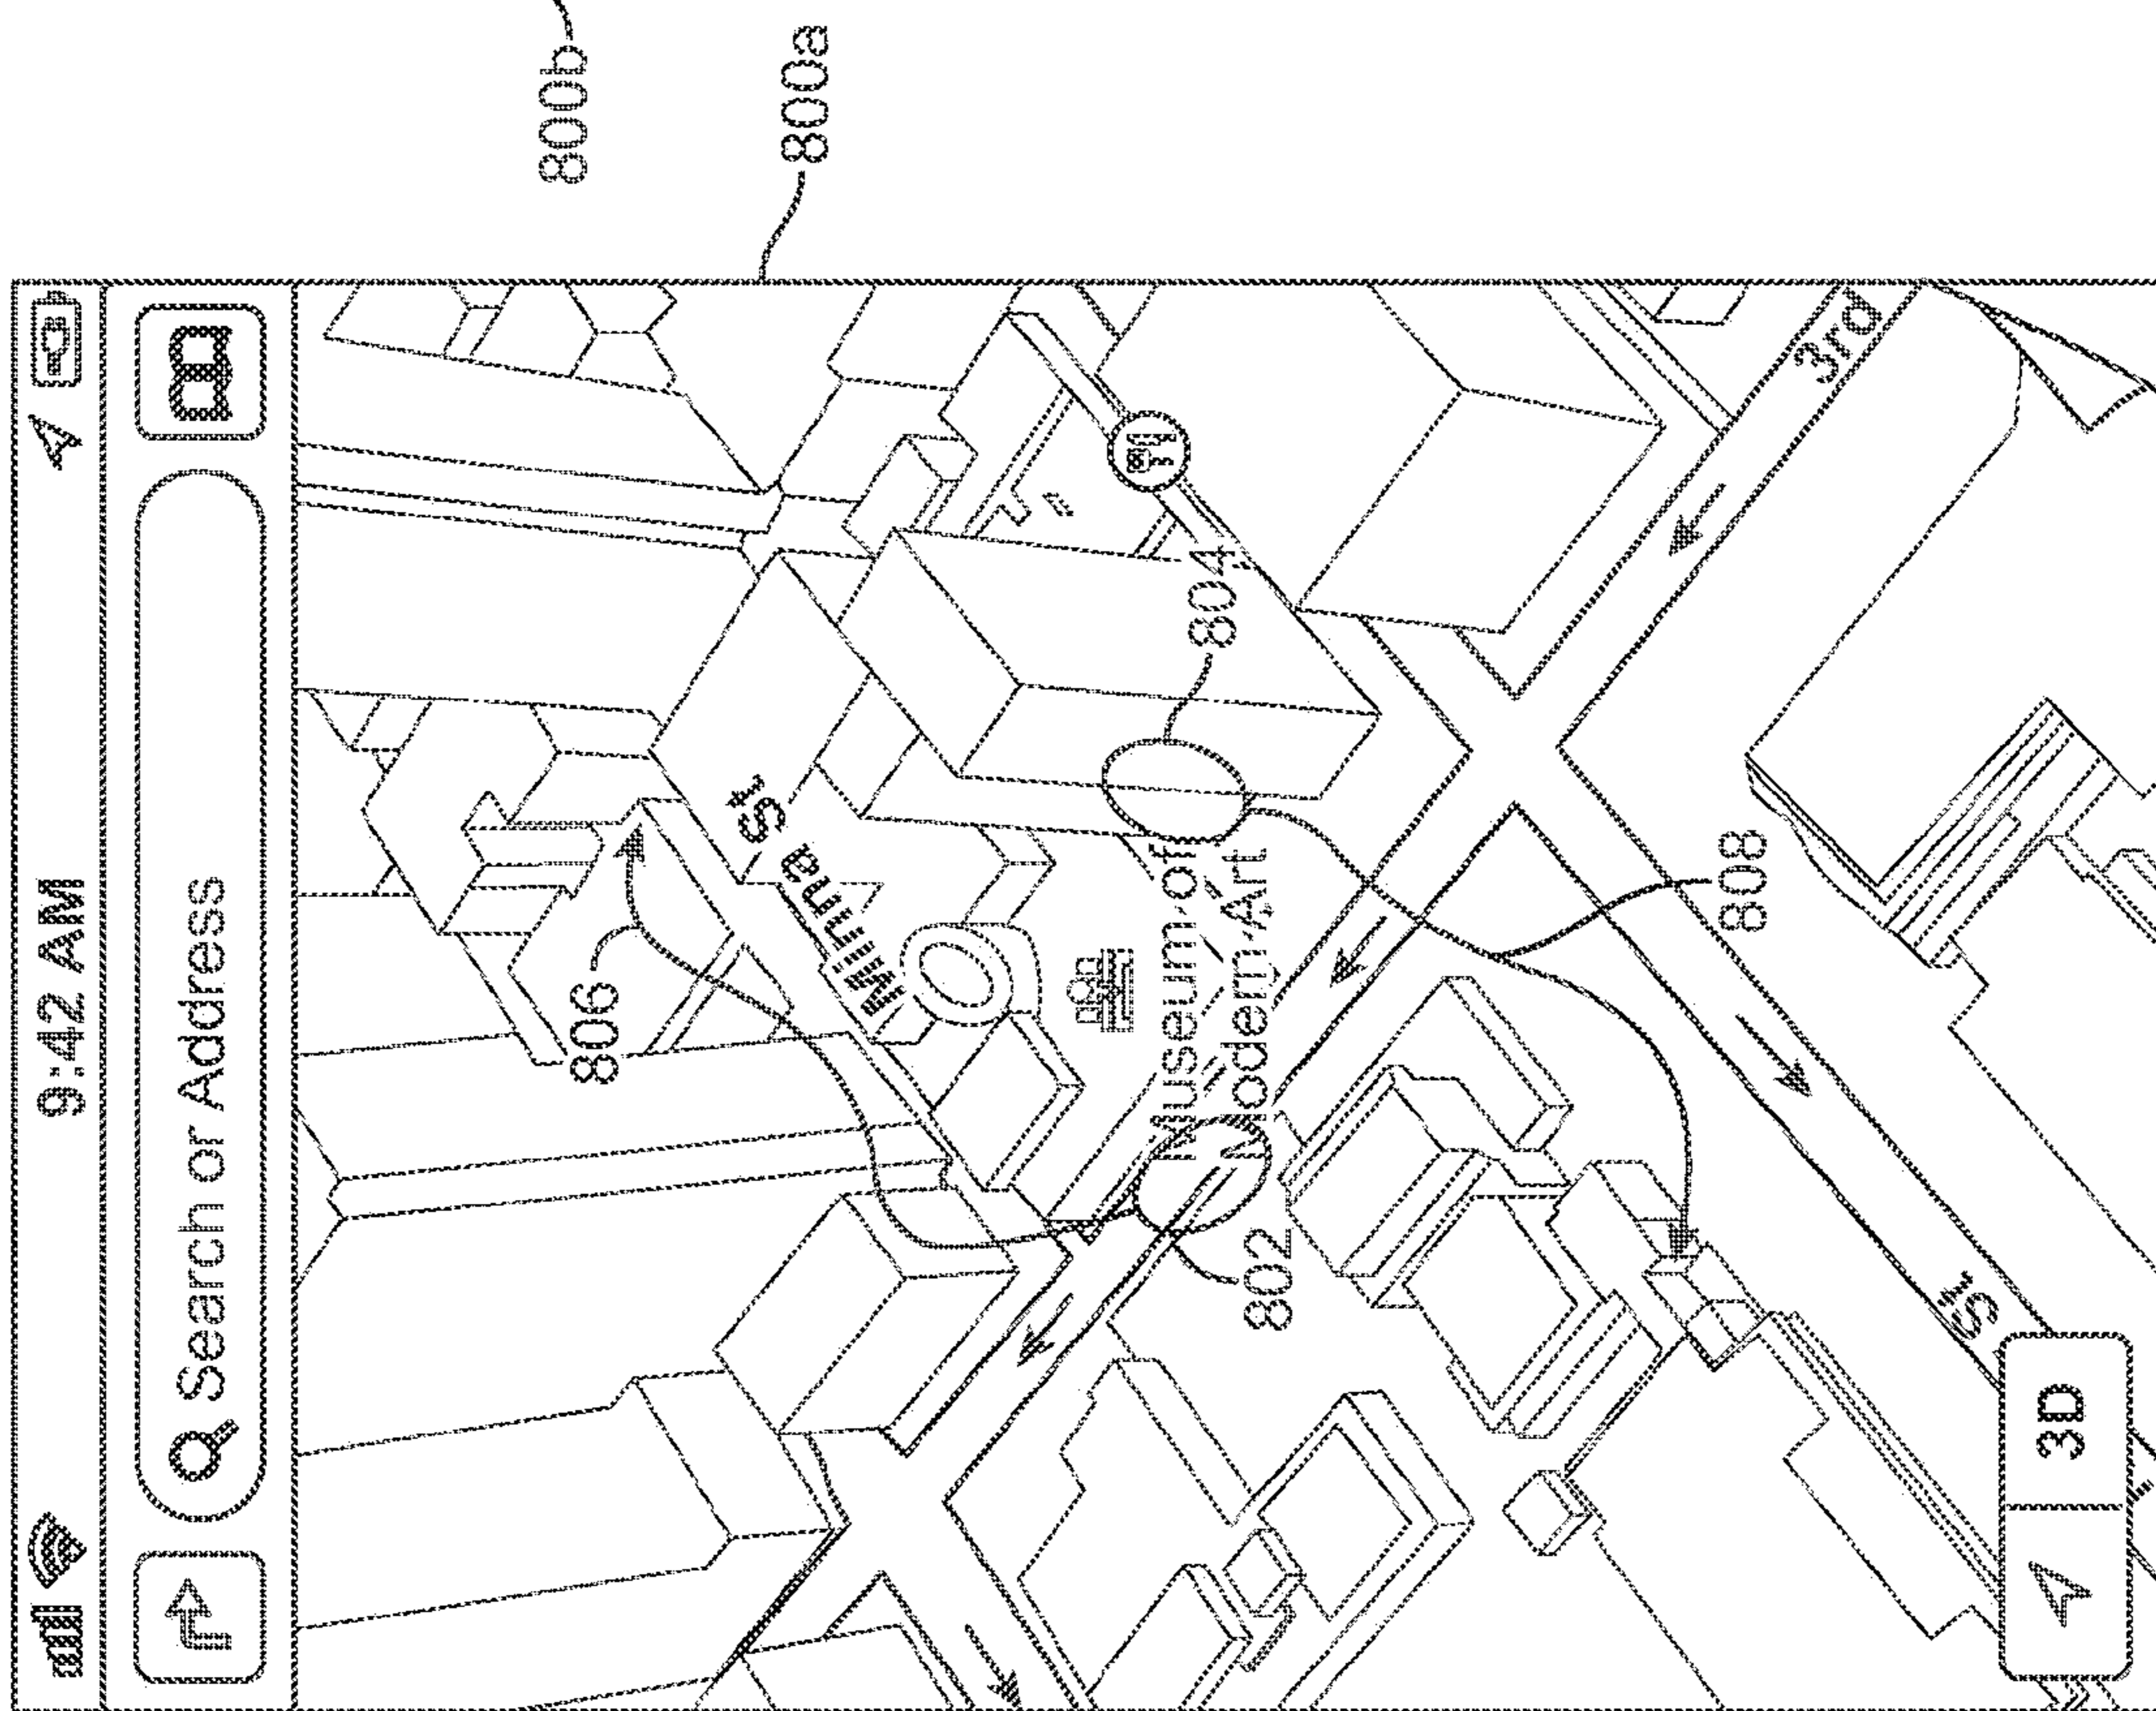 9:42 AM
Search or Address
800b
800a
Minna St
806
804
Museum of
Modern Art
802
3rd
808
St
3D